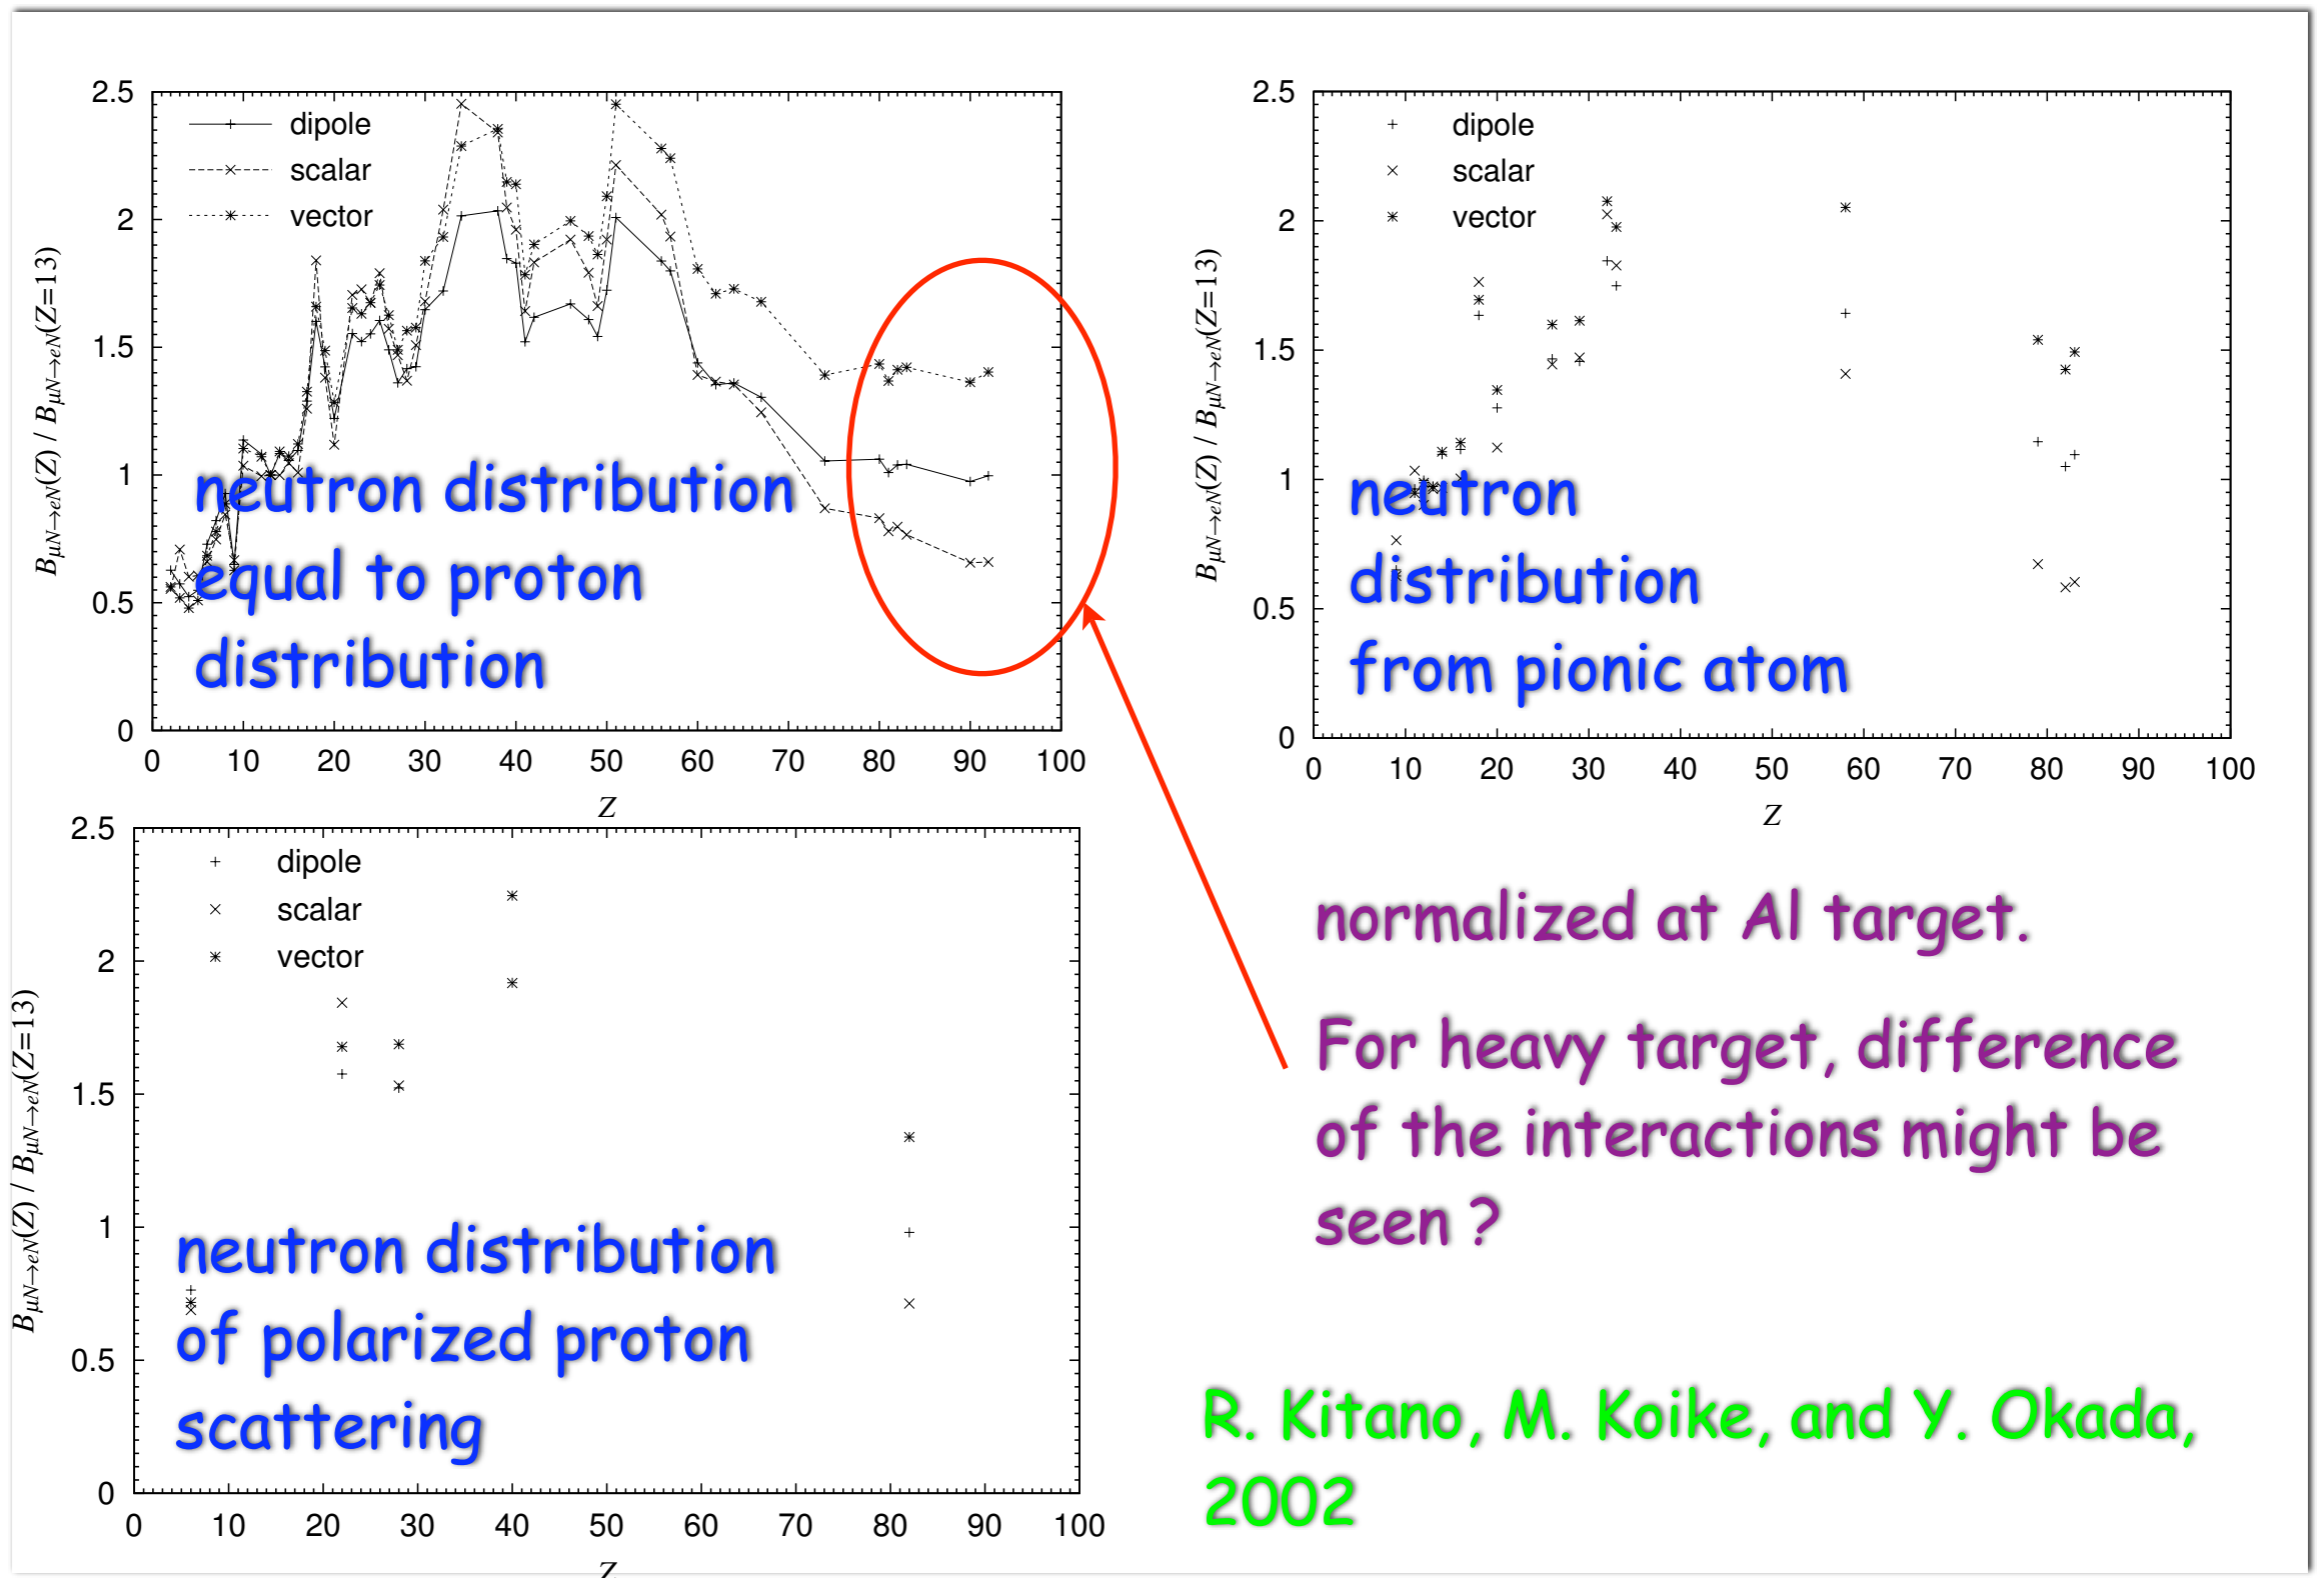 2.5
2
1.5
1
0.5
0
0 10 20 30 40 50 60 70 80 90 100
B_{μN→eN}(Z) / B_{μN→eN}(Z=13)
Z
dipole
scalar
vector
neutron distribution
equal to proton
distribution
2.5
2
1.5
1
0.5
0
0 10 20 30 40 50 60 70 80 90 100
B_{μN→eN}(Z) / B_{μN→eN}(Z=13)
Z
dipole
scalar
vector
neutron
distribution
from pionic atom
2.5
2
1.5
1
0.5
0
0 10 20 30 40 50 60 70 80 90 100
B_{μN→eN}(Z) / B_{μN→eN}(Z=13)
Z
dipole
scalar
vector
neutron distribution
of polarized proton
scattering
normalized at Al target.
For heavy target, difference
of the interactions might be
seen ?
R. Kitano, M. Koike, and Y. Okada,
2002